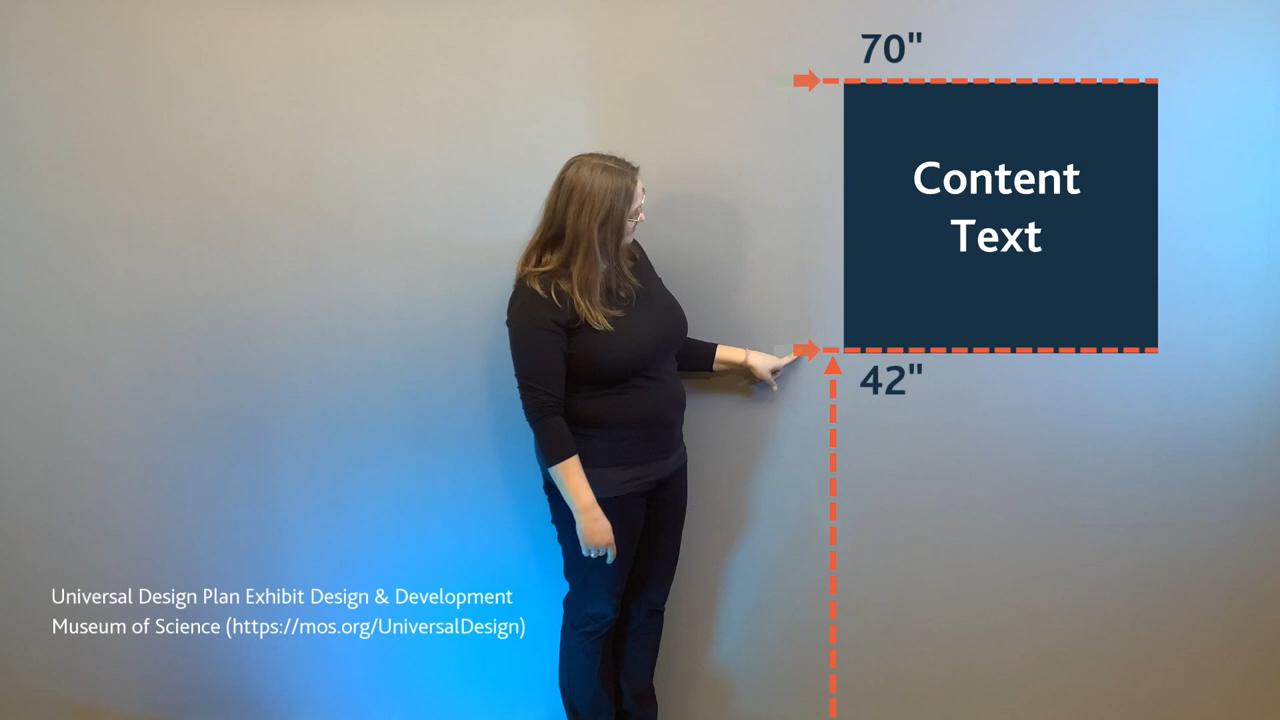 70"
Content
Text
42"
Universal Design Plan Exhibit Design & Development
Museum of Science (https://mos.org/UniversalDesign)